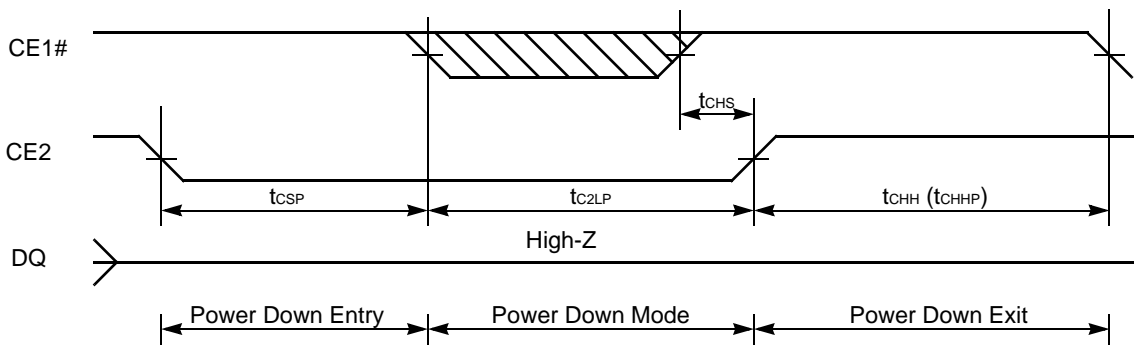 CE1#
tCHS
CE2
tCSP
tC2LP
tCHH (tCHHP)
High-Z
DQ
Power Down Entry
Power Down Mode
Power Down Exit